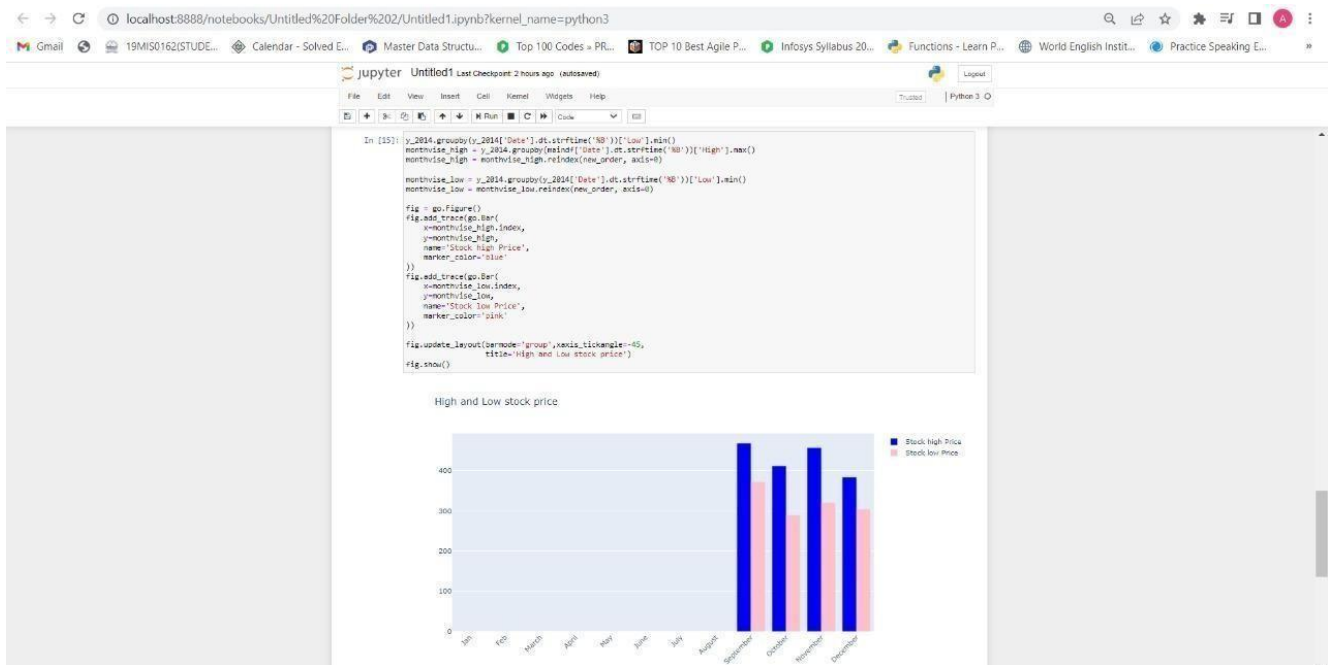 localhost:8888/notebooks/Untitled%20Folder%202/Untitled1.ipynb?kernel_name=python3
A
Gmail 19MIS0162(STUDE... Calendar - Solved E... Master Data Structu... Top 100 Codes » PR... TOP 10 Best Agile P... Infosys Syllabus 20... Functions - Learn P... World English Instit... Practice Speaking E... »
jupyter Untitled1 Last Checkpoint: 2 hours ago (autosaved) Logout
File Edit View Insert Cell Kernel Widgets Help Trusted Python 3
Run Code
In [15]: y_2014.groupby(y_2014['Date'].dt.strftime('%B'))['Low'].min()
monthvise_high = y_2014.groupby(maindf['Date'].dt.strftime('%B'))['High'].max()
monthvise_high = monthvise_high.reindex(new_order, axis=0)
monthvise_low = y_2014.groupby(y_2014['Date'].dt.strftime('%B'))['Low'].min()
monthvise_low = monthvise_low.reindex(new_order, axis=0)
fig = go.Figure()
fig.add_trace(go.Bar(
x=monthvise_high.index,
y=monthvise_high,
name='Stock high Price',
marker_color='blue'
))
fig.add_trace(go.Bar(
x=monthvise_low.index,
y=monthvise_low,
name='Stock low Price',
marker_color='pink'
))
fig.update_layout(barmode='group',xaxis_tickangle=-45,
title='High and Low stock price')
fig.show()
High and Low stock price
Stock high Price
Stock low Price
400
300
200
100
0
Jan Feb March April May June July August September October November December